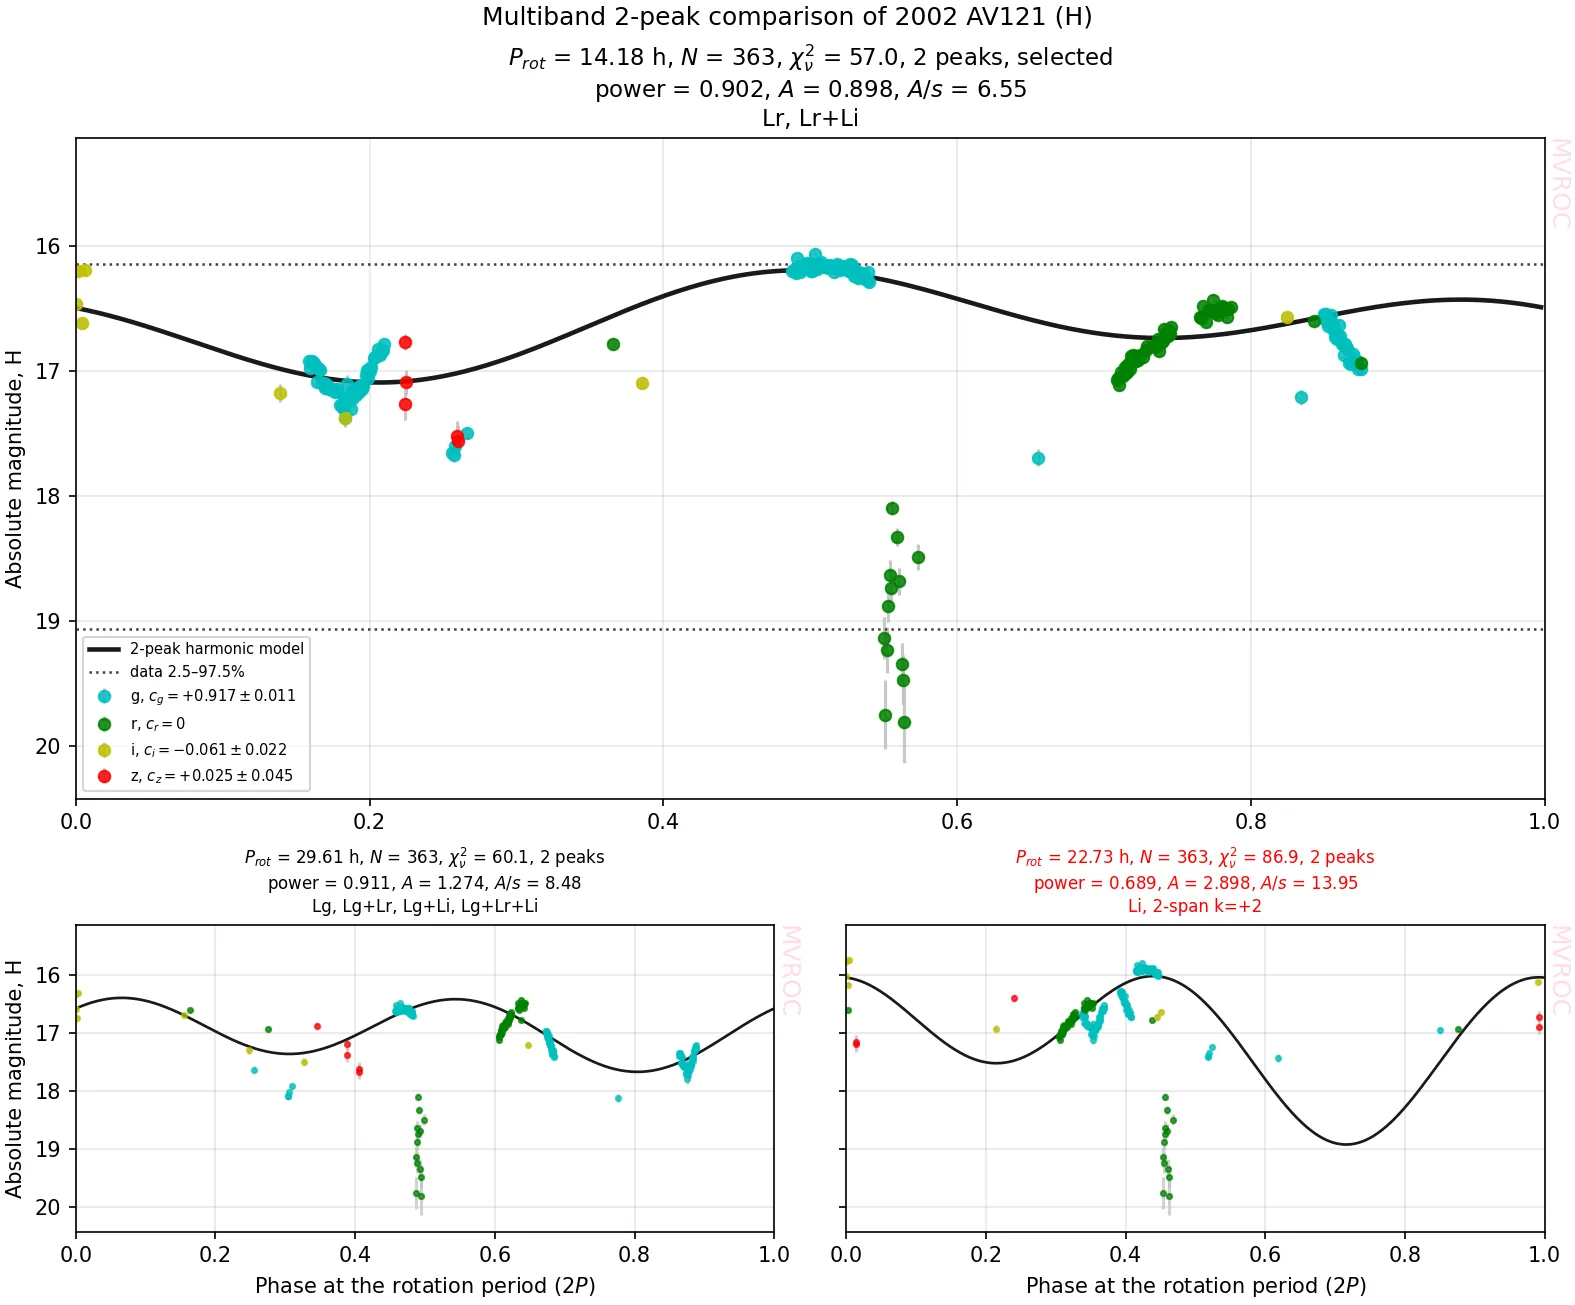 Multiband 2-peak comparison of 2002 AV121 (H)
P_rot = 14.18 h, N = 363, χ²_ν = 57.0, 2 peaks, selected
power = 0.902, A = 0.898, A/s = 6.55
Lr, Lr+Li
MVROC
Absolute magnitude, H
16
17
18
19
20
2-peak harmonic model
data 2.5–97.5%
g, c_g = +0.917 ± 0.011
r, c_r = 0
i, c_i = −0.061 ± 0.022
z, c_z = +0.025 ± 0.045
0.0 0.2 0.4 0.6 0.8 1.0
P_rot = 29.61 h, N = 363, χ²_ν = 60.1, 2 peaks
power = 0.911, A = 1.274, A/s = 8.48
Lg, Lg+Lr, Lg+Li, Lg+Lr+Li
MVROC
Absolute magnitude, H
16
17
18
19
20
0.0 0.2 0.4 0.6 0.8 1.0
Phase at the rotation period (2P)
P_rot = 22.73 h, N = 363, χ²_ν = 86.9, 2 peaks
power = 0.689, A = 2.898, A/s = 13.95
Li, 2-span k=+2
MVROC
0.0 0.2 0.4 0.6 0.8 1.0
Phase at the rotation period (2P)